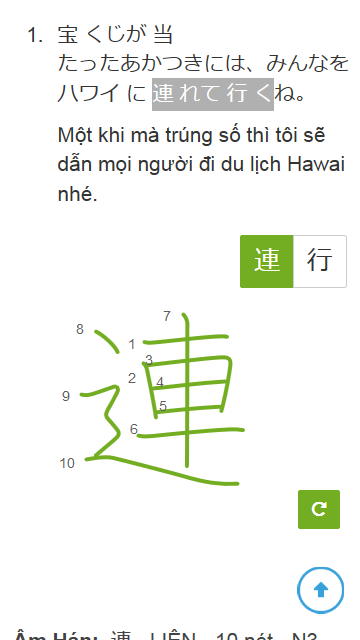 1. 宝 くじが 当
たったあかつきには、みんなを
ハワイ に 連 れて 行 くね。
Một khi mà trúng số thì tôi sẽ
dẫn mọi người đi du lịch Hawai
nhé.
連 行
7
8
1
3
2
4
9
5
6
10
連
Âm Hán: 連 - LIÊN - 10 nét - N3